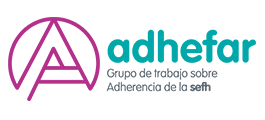 adhefar
Grupo de trabajo sobre
Adherencia de la sefh